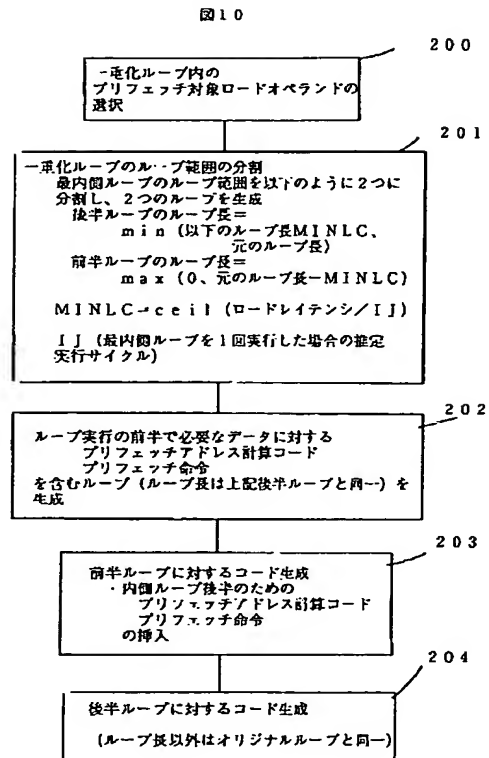 図10
200
一重化ループ内の
プリフェッチ対象ロードオペランドの
選択
201
一重化ループのループ範囲の分割
最内側ループのループ範囲を以下のように2つに
分割し、2つのループを生成
後半ループのループ長=
min(以下のループ長MINLC、
元のループ長)
前半ループのループ長=
max(0、元のループ長-MINLC)
MINLC=ceil(ロードレイテンシ/IJ)
IJ(最内側ループを1回実行した場合の推定
実行サイクル)
202
ループ実行の前半で必要なデータに対する
プリフェッチアドレス計算コード
プリフェッチ命令
を含むループ(ループ長は上記後半ループと同一)を
生成
203
前半ループに対するコード生成
・内側ループ後半のための
プリフェッチアドレス計算コード
プリフェッチ命令
の挿入
204
後半ループに対するコード生成
(ループ長以外はオリジナルループと同一)